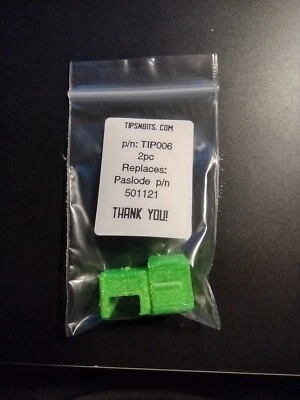 TIPSNBITS.COM
p/n: TIP006
2pc
Replaces:
Paslode p/n
501121
THANK YOU!